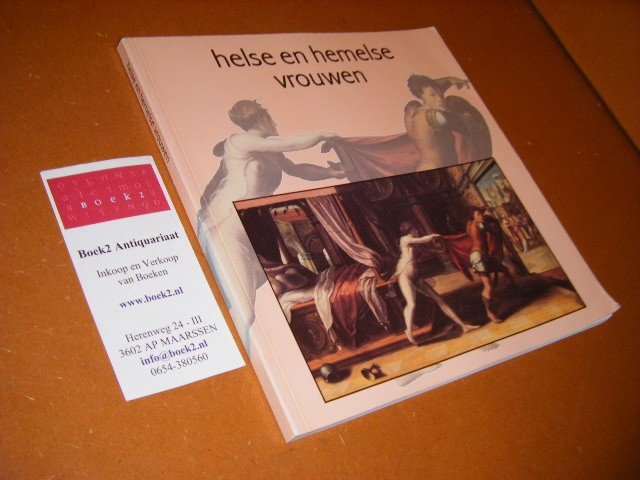 helse en hemelse
vrouwen
BOEK2
Boek2 Antiquariaat
Inkoop en Verkoop
van Boeken
www.boek2.nl
Herenweg 24 - III
3602 AP MAARSSEN
info@boek2.nl
0654-380560